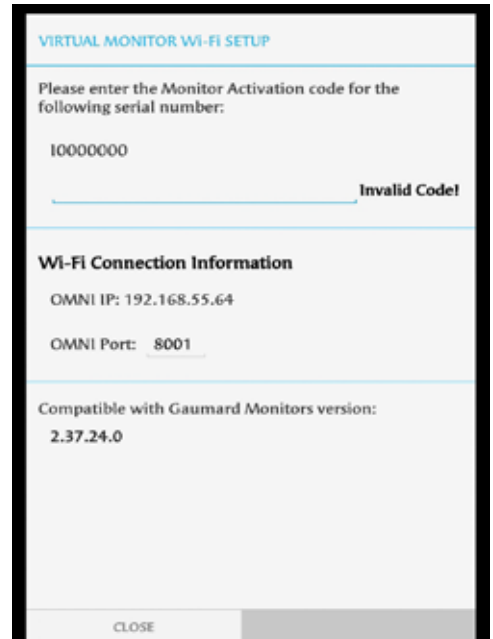 VIRTUAL MONITOR Wi-Fi SETUP
Please enter the Monitor Activation code for the
following serial number:
I0000000
Invalid Code!
Wi-Fi Connection Information
OMNI IP: 192.168.55.64
OMNI Port: 8001
Compatible with Gaumard Monitors version:
2.37.24.0
CLOSE